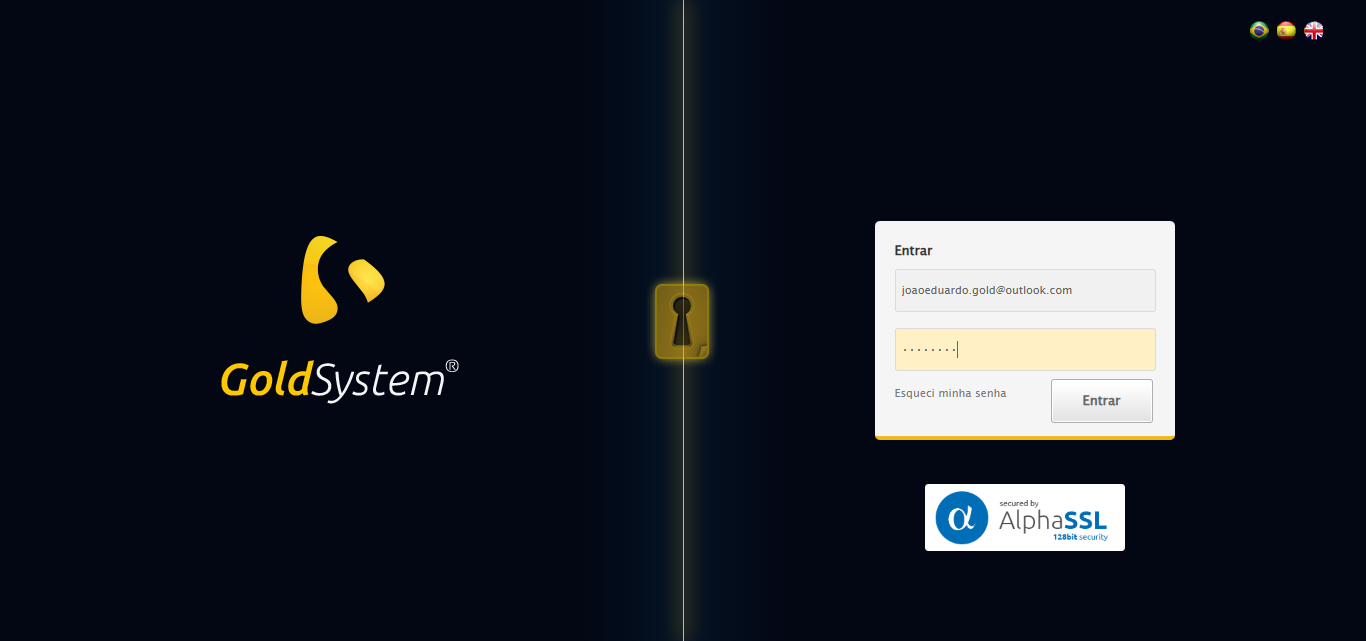 GoldSystem®
Entrar
joaoeduardo.gold@outlook.com
········
Esqueci minha senha
Entrar
secured by
α AlphaSSL
128bit security